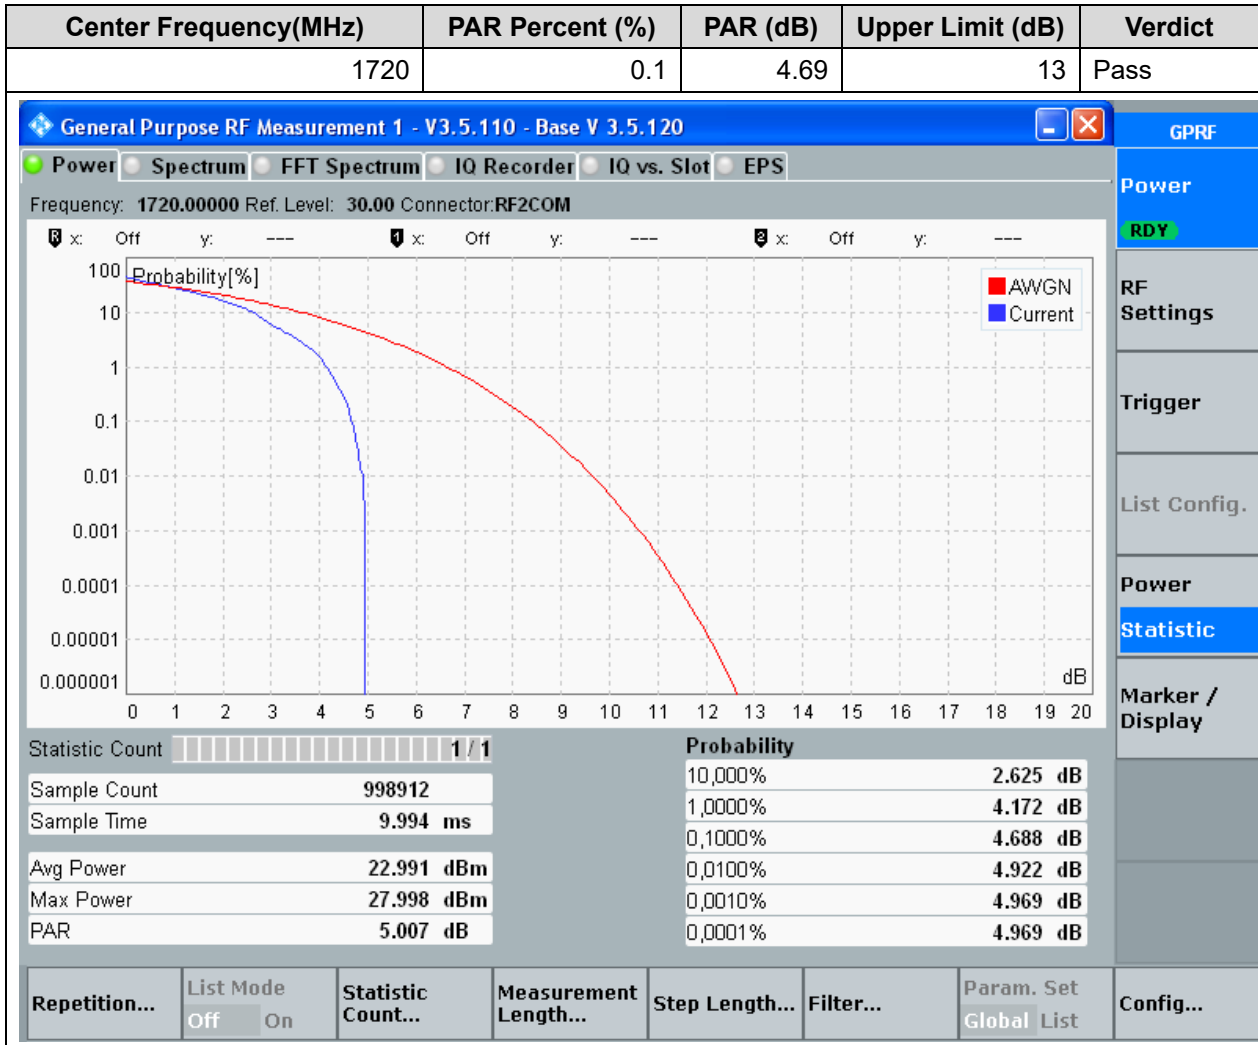 Center Frequency(MHz) PAR Percent (%) PAR (dB) Upper Limit (dB) Verdict
1720 0.1 4.69 13 Pass
General Purpose RF Measurement 1 - V3.5.110 - Base V 3.5.120
GPRF
Power Spectrum FFT Spectrum IQ Recorder IQ vs. Slot EPS
Power
RDY
Frequency: 1720.00000 Ref. Level: 30.00 Connector:RF2COM
R x: Off y: --- 1 x: Off y: --- 2 x: Off y: ---
Probability[%]
AWGN
Current
100
10
1
0.1
0.01
0.001
0.0001
0.00001
0.000001
dB
0 1 2 3 4 5 6 7 8 9 10 11 12 13 14 15 16 17 18 19 20
RF
Settings
Trigger
List Config.
Power
Statistic
Marker /
Display
Statistic Count 1 / 1
Sample Count 998912
Sample Time 9.994 ms
Avg Power 22.991 dBm
Max Power 27.998 dBm
PAR 5.007 dB
Probability
10,000% 2.625 dB
1,0000% 4.172 dB
0,1000% 4.688 dB
0,0100% 4.922 dB
0,0010% 4.969 dB
0,0001% 4.969 dB
Repetition...
List Mode
Off On
Statistic
Count...
Measurement
Length...
Step Length...
Filter...
Param. Set
Global List
Config...